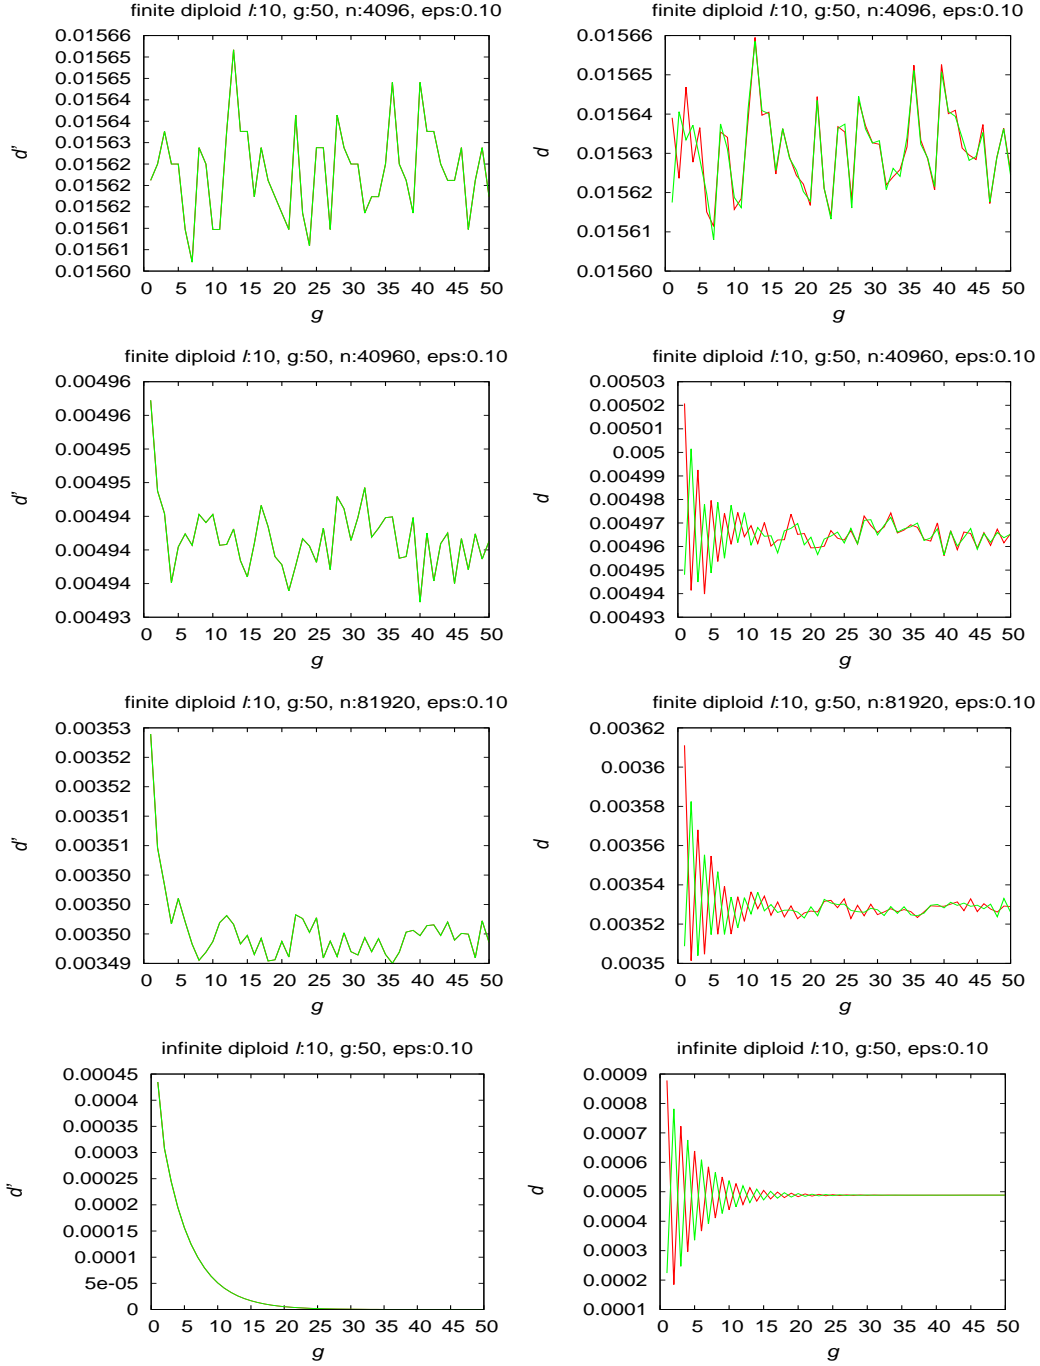 finite diploid l:10, g:50, n:4096, eps:0.10
0.01566
0.01565
0.01565
0.01564
0.01564
0.01563
0.01563
0.01562
0.01562
0.01562
0.01561
0.01561
0.01560
d'
0 5 10 15 20 25 30 35 40 45 50
g
finite diploid l:10, g:50, n:4096, eps:0.10
0.01566
0.01565
0.01564
0.01563
0.01562
0.01561
0.01560
d
0 5 10 15 20 25 30 35 40 45 50
g
finite diploid l:10, g:50, n:40960, eps:0.10
0.00496
0.00496
0.00495
0.00495
0.00494
0.00494
0.00494
0.00493
d'
0 5 10 15 20 25 30 35 40 45 50
g
finite diploid l:10, g:50, n:40960, eps:0.10
0.00503
0.00502
0.00501
0.005
0.00499
0.00498
0.00497
0.00496
0.00495
0.00494
0.00493
d
0 5 10 15 20 25 30 35 40 45 50
g
finite diploid l:10, g:50, n:81920, eps:0.10
0.00353
0.00352
0.00352
0.00351
0.00351
0.00350
0.00350
0.00350
0.00349
d'
0 5 10 15 20 25 30 35 40 45 50
g
finite diploid l:10, g:50, n:81920, eps:0.10
0.00362
0.0036
0.00358
0.00356
0.00354
0.00352
0.0035
d
0 5 10 15 20 25 30 35 40 45 50
g
infinite diploid l:10, g:50, eps:0.10
0.00045
0.0004
0.00035
0.0003
0.00025
0.0002
0.00015
0.0001
5e-05
0
d'
0 5 10 15 20 25 30 35 40 45 50
g
infinite diploid l:10, g:50, eps:0.10
0.0009
0.0008
0.0007
0.0006
0.0005
0.0004
0.0003
0.0002
0.0001
d
0 5 10 15 20 25 30 35 40 45 50
g